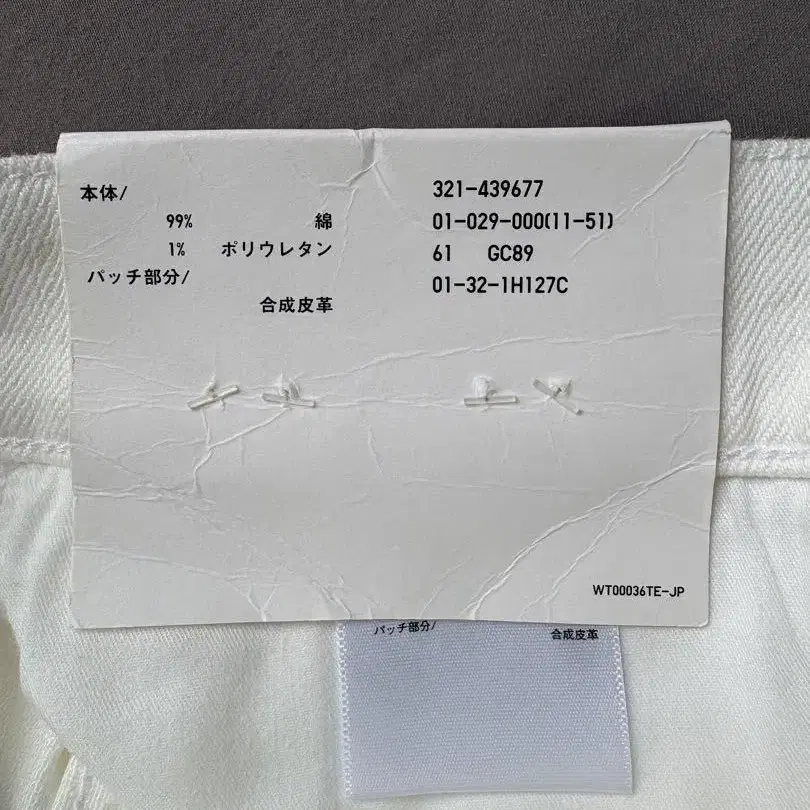 本体/
99% 綿
1% ポリウレタン
パッチ部分/
合成皮革
321-439677
01-029-000(11-51)
61 GC89
01-32-1H127C
WT00036TE-JP
パッチ部分/
合成皮革